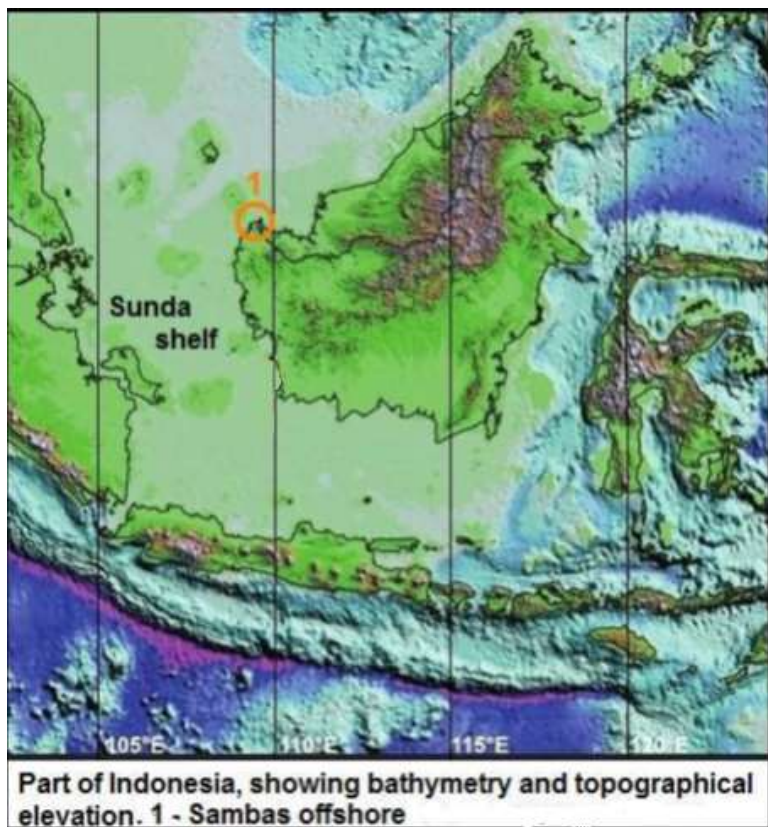 1
Sunda
shelf
105°E 110°E 115°E 120°E
Part of Indonesia, showing bathymetry and topographical
elevation. 1 - Sambas offshore